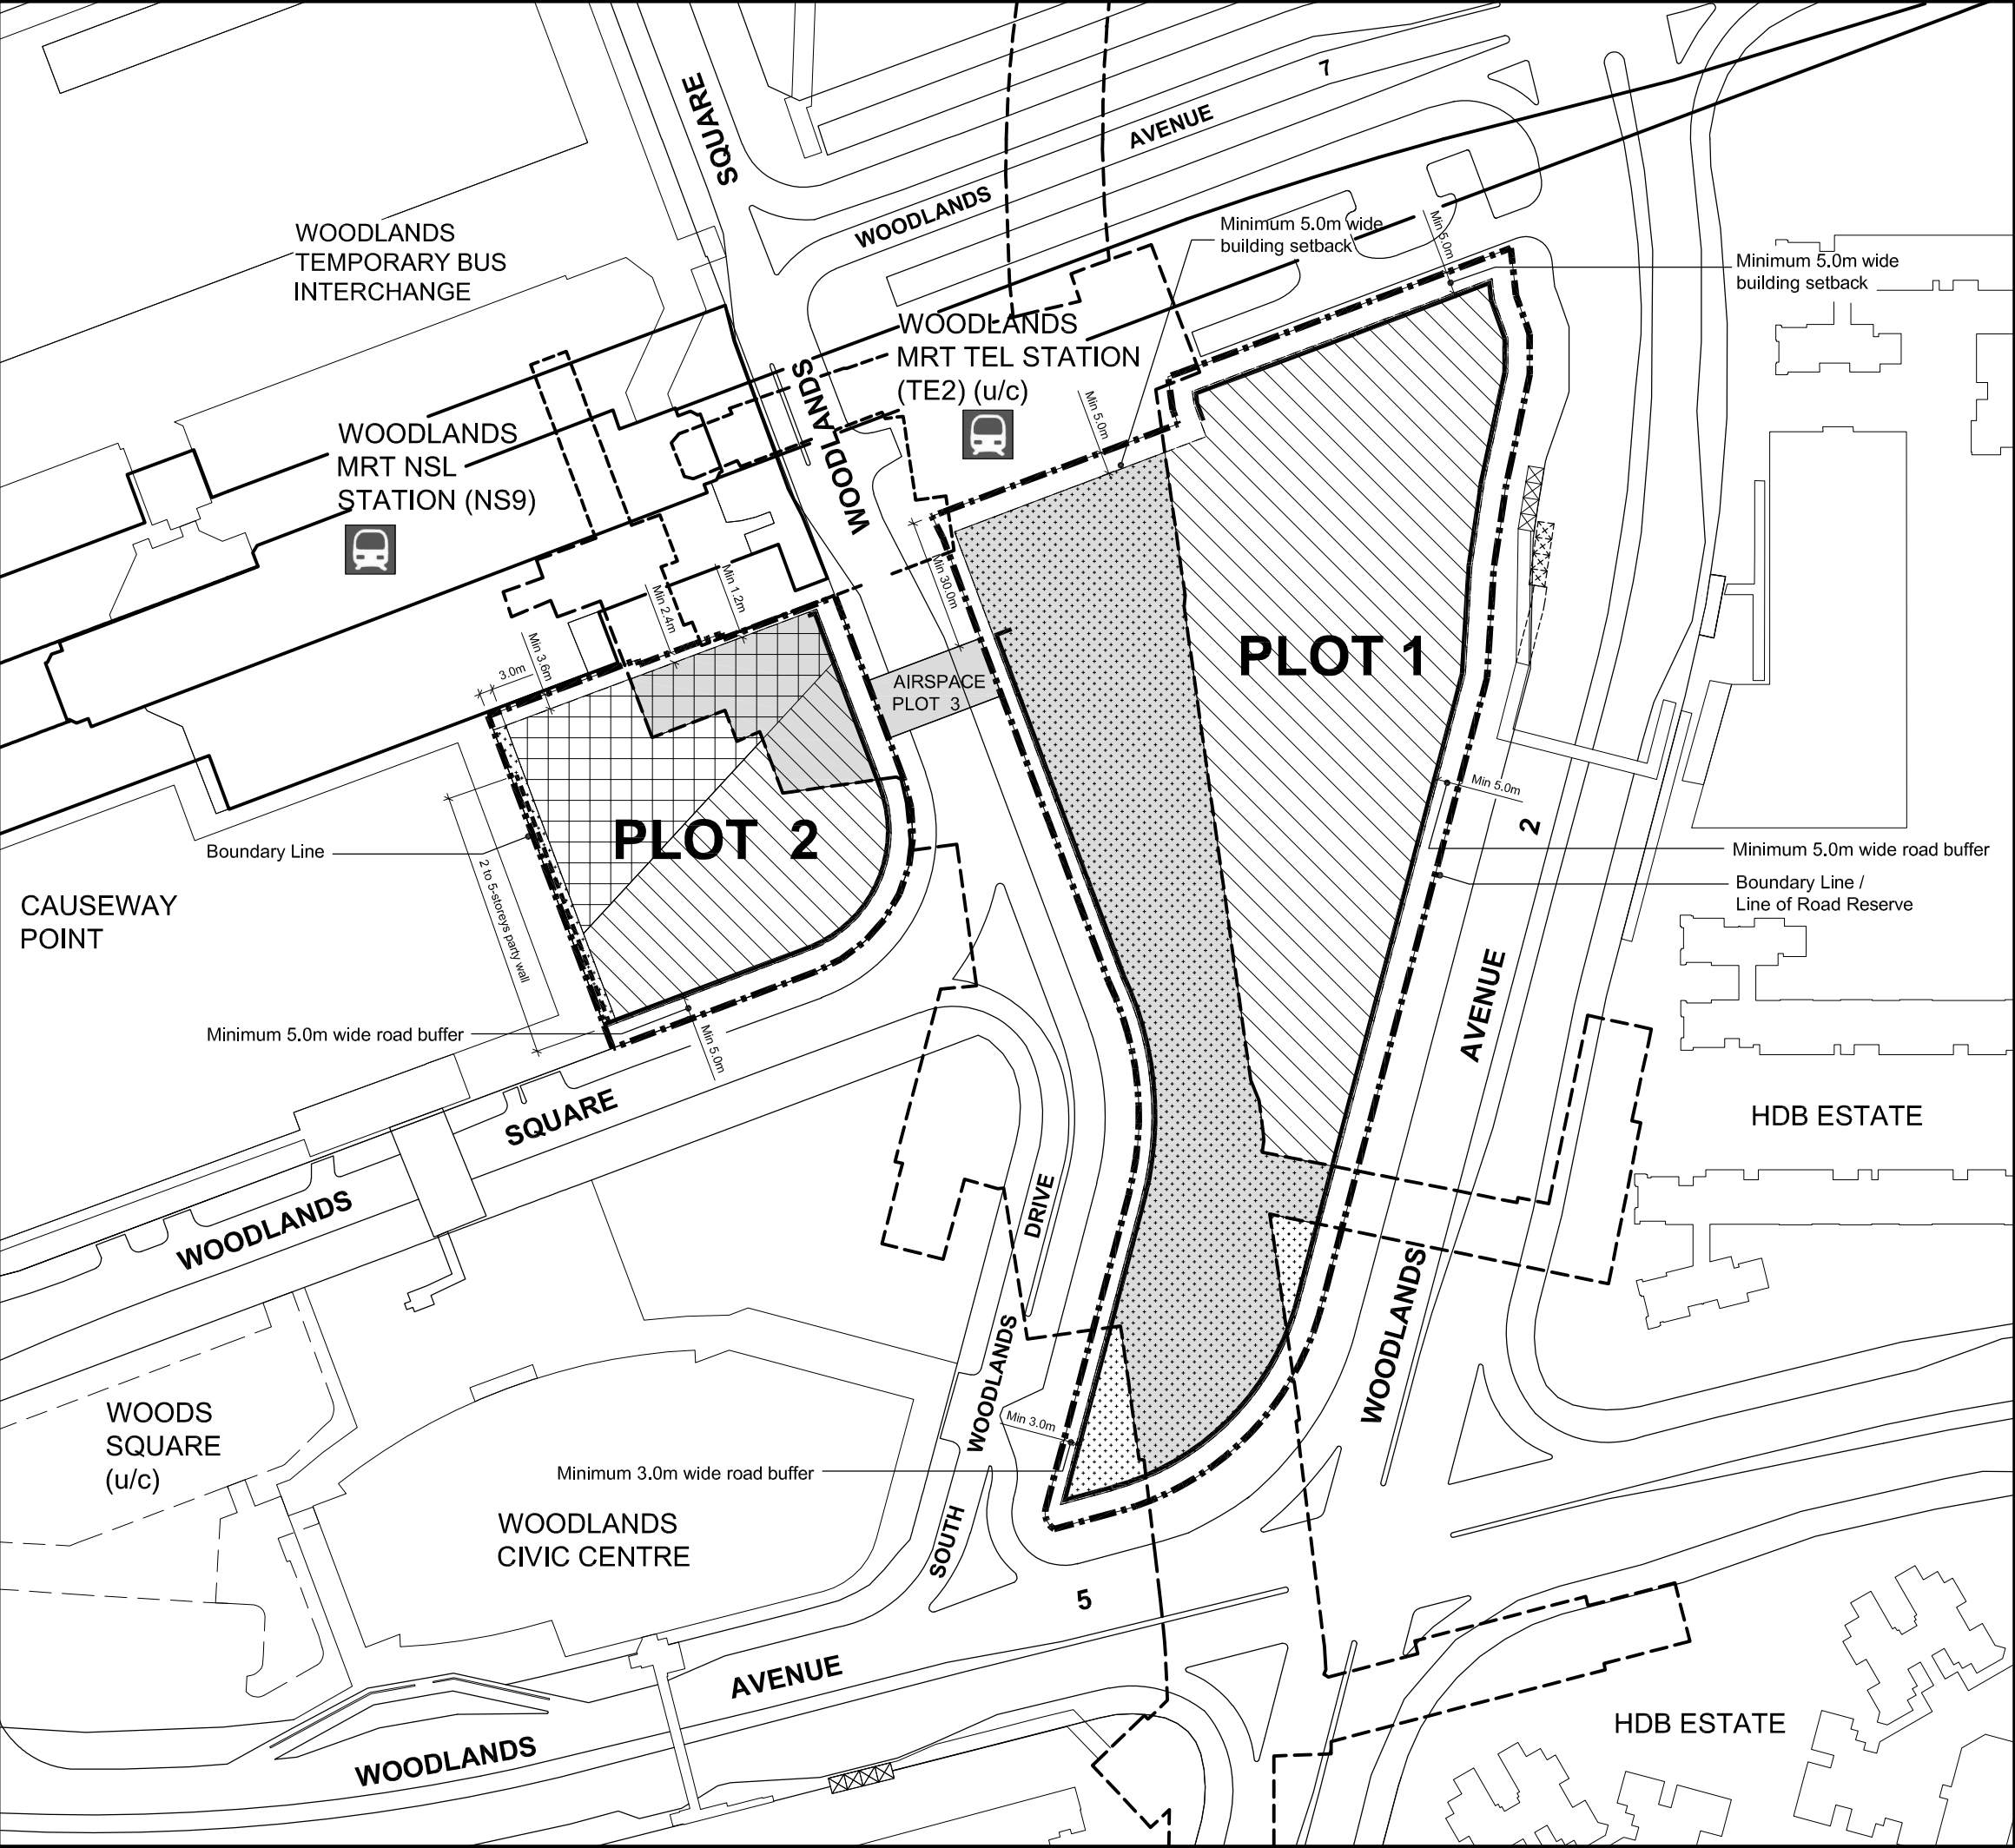 7
AVENUE
WOODLANDS
SQUARE
WOODLANDS
WOODLANDS
TEMPORARY BUS
INTERCHANGE
Minimum 5.0m wide
building setback
Min 5.0m
Minimum 5.0m wide
building setback
WOODLANDS
MRT TEL STATION
(TE2) (u/c)
WOODLANDS
WOODLANDS
MRT NSL
STATION (NS9)
Min 5.0m
Min 30.0m
Min 1.2m
Min 2.4m
Min 3.6m
3.0m
PLOT 1
AIRSPACE
PLOT 3
Min 5.0m
2
PLOT 2
Boundary Line
Minimum 5.0m wide road buffer
Boundary Line /
Line of Road Reserve
CAUSEWAY
POINT
2 to 5-storeys party wall
AVENUE
Minimum 5.0m wide road buffer
Min 5.0m
SQUARE
HDB ESTATE
WOODLANDS
DRIVE
WOODLANDS
WOODLANDS
SOUTH
WOODS
SQUARE
(u/c)
Min 3.0m
Minimum 3.0m wide road buffer
WOODLANDS
CIVIC CENTRE
5
AVENUE
WOODLANDS
HDB ESTATE